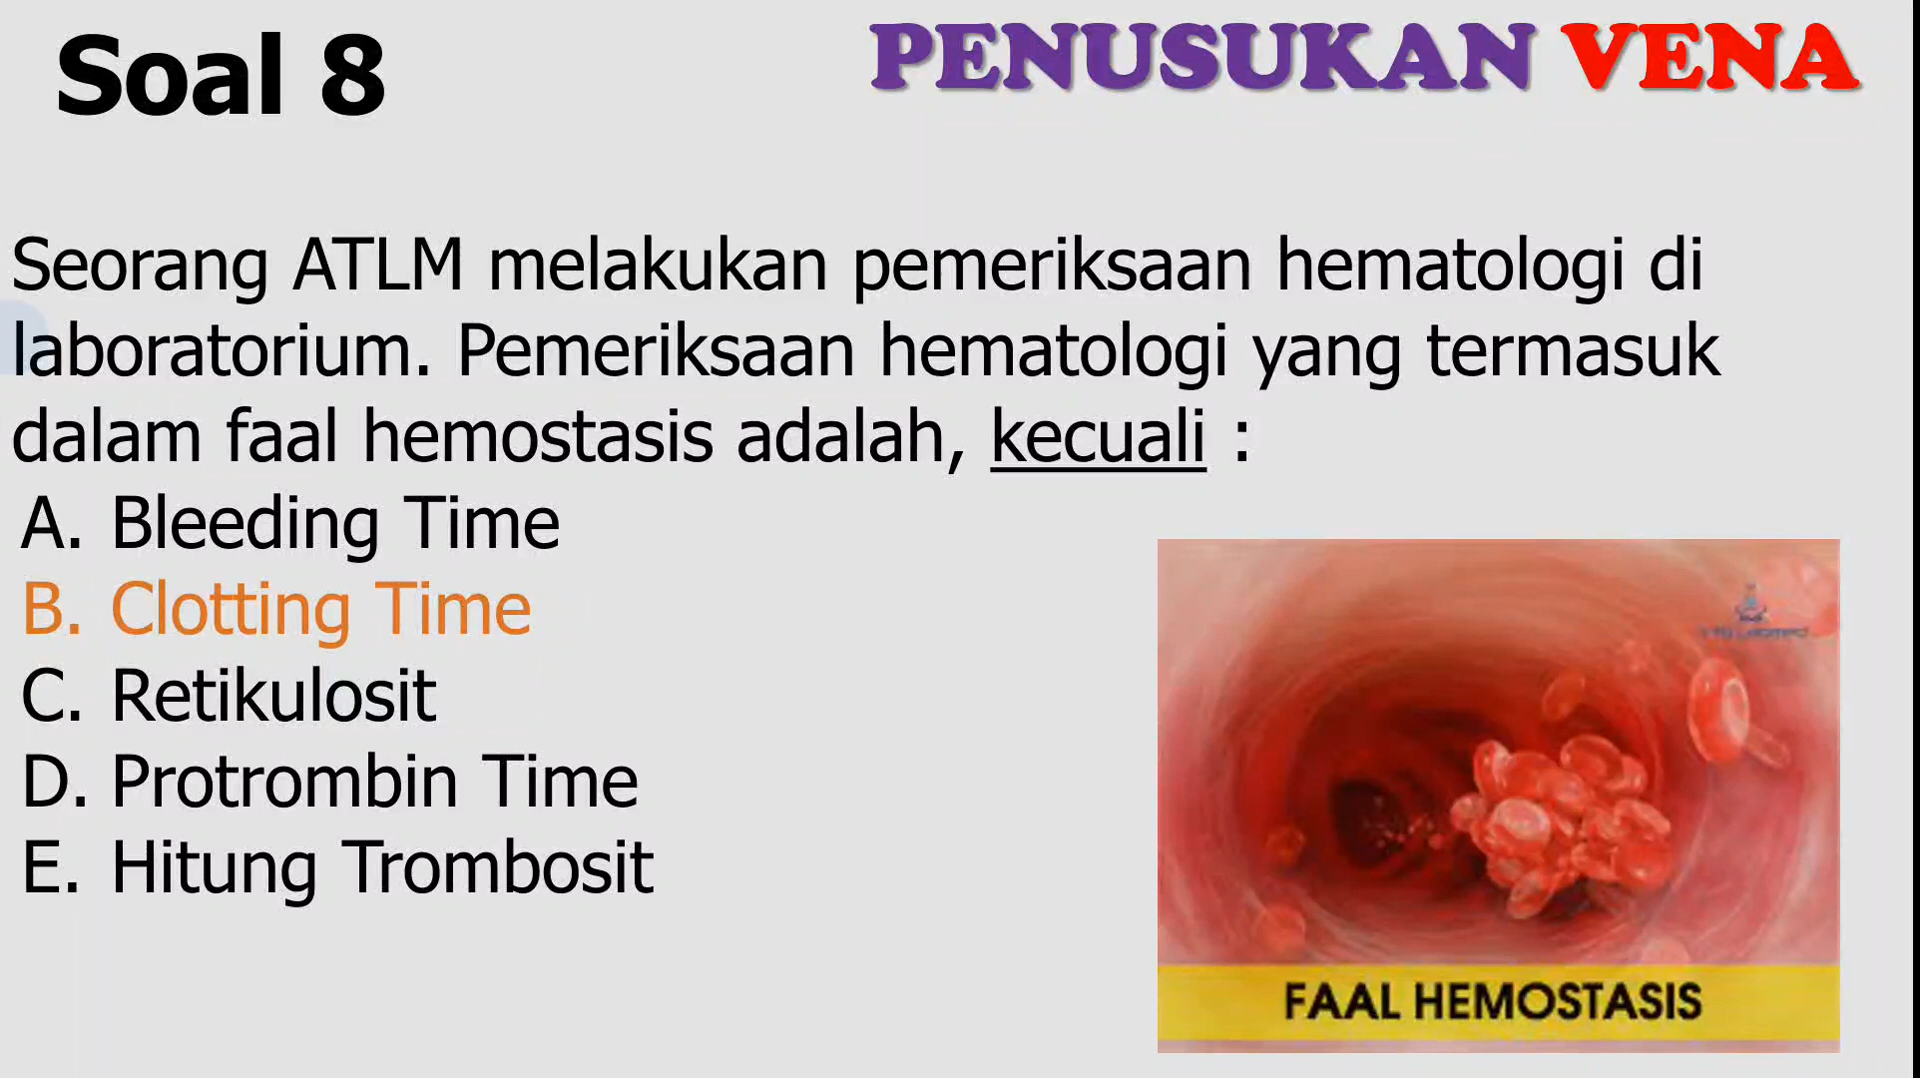 Soal 8
PENUSUKAN VENA
Seorang ATLM melakukan pemeriksaan hematologi di
laboratorium. Pemeriksaan hematologi yang termasuk
dalam faal hemostasis adalah, kecuali :
A. Bleeding Time
B. Clotting Time
C. Retikulosit
D. Protrombin Time
E. Hitung Trombosit
FAAL HEMOSTASIS